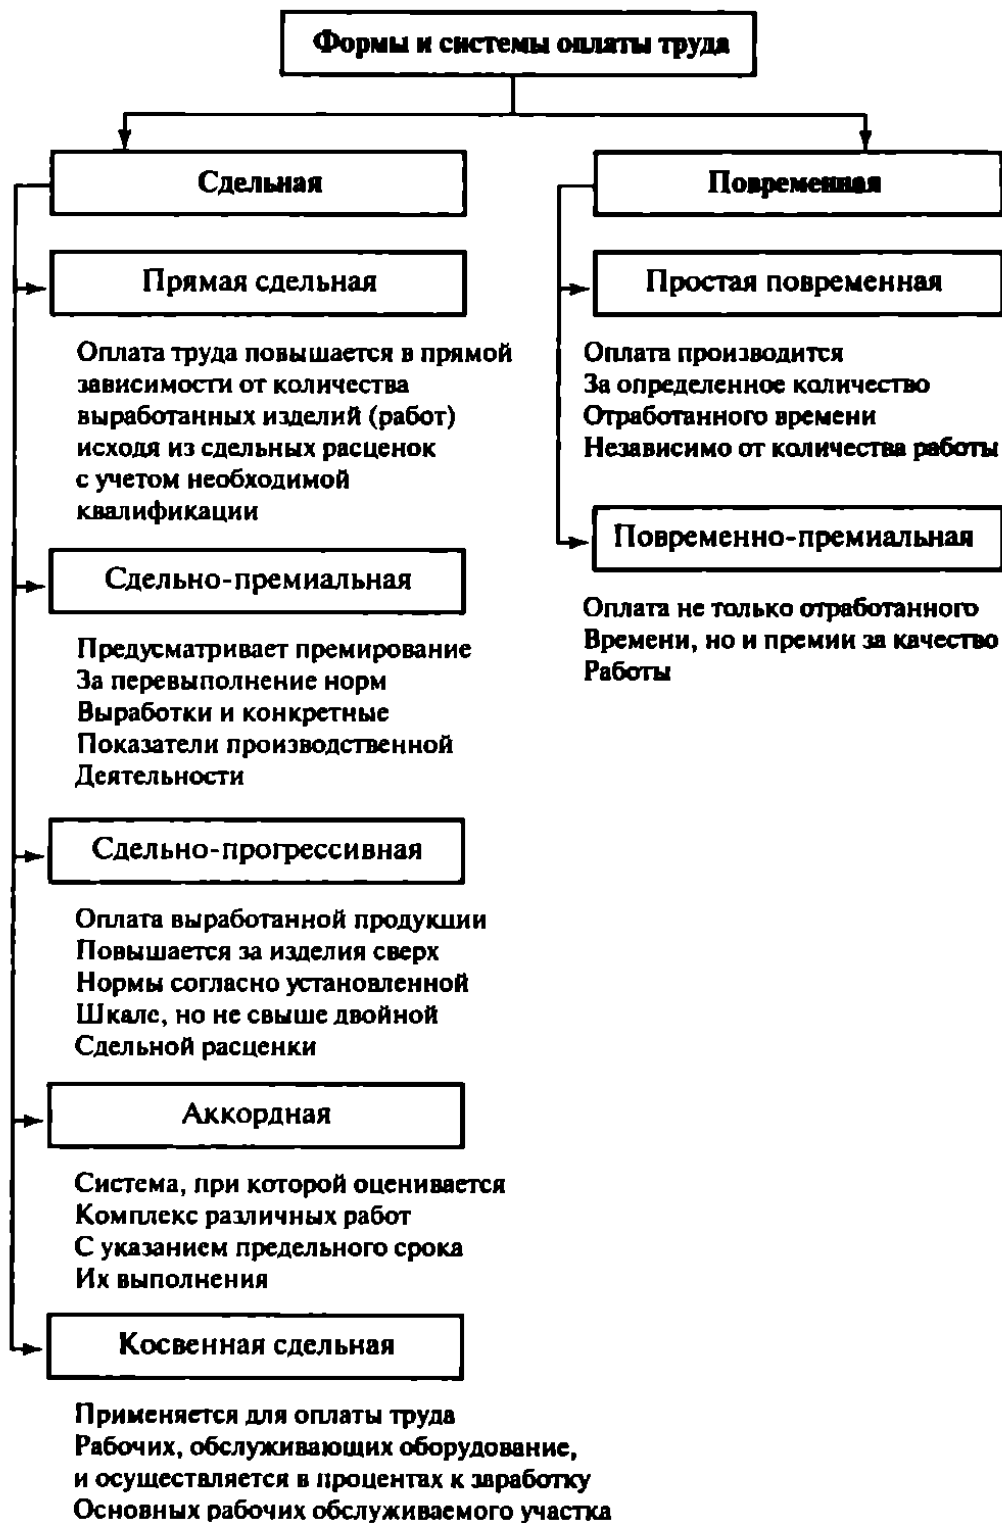 Формы и системы оплаты труда
Сдельная
Прямая сдельная
Оплата труда повышается в прямой
зависимости от количества
выработанных изделий (работ)
исходя из сдельных расценок
с учетом необходимой
квалификации
Сдельно-премиальная
Предусматривает премирование
За перевыполнение норм
Выработки и конкретные
Показатели производственной
Деятельности
Сдельно-прогрессивная
Оплата выработанной продукции
Повышается за изделия сверх
Нормы согласно установленной
Шкале, но не свыше двойной
Сдельной расценки
Аккордная
Система, при которой оценивается
Комплекс различных работ
С указанием предельного срока
Их выполнения
Косвенная сдельная
Применяется для оплаты труда
Рабочих, обслуживающих оборудование,
и осуществляется в процентах к заработку
Основных рабочих обслуживаемого участка
Повременная
Простая повременная
Оплата производится
За определенное количество
Отработанного времени
Независимо от количества работы
Повременно-премиальная
Оплата не только отработанного
Времени, но и премии за качество
Работы